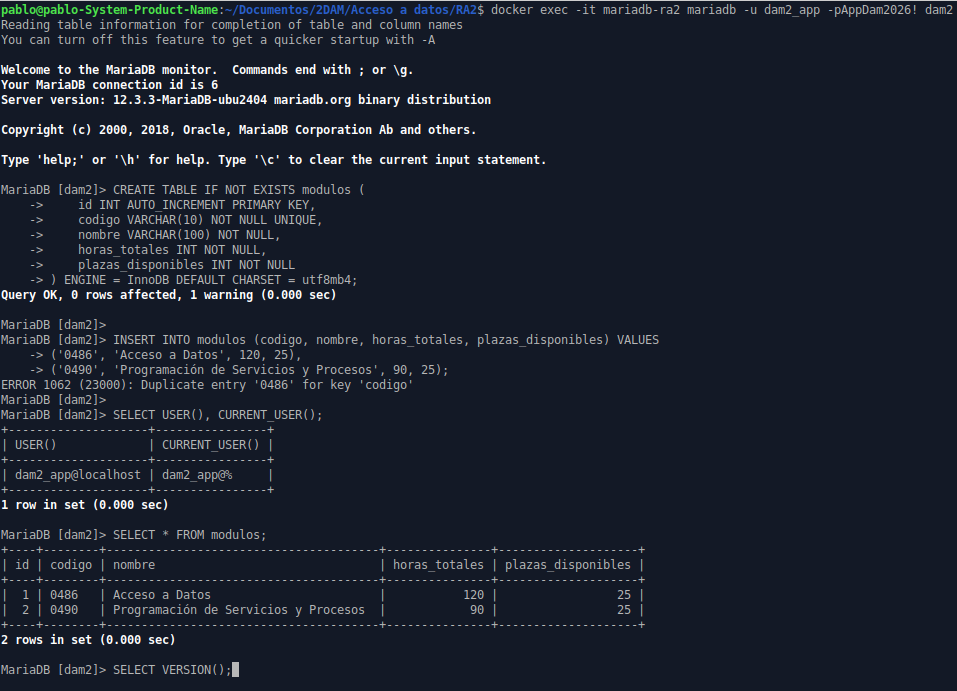 pablo@pablo-System-Product-Name:~/Documentos/2DAM/Acceso a datos/RA2$ docker exec -it mariadb-ra2 mariadb -u dam2_app -pAppDam2026! dam2
Reading table information for completion of table and column names
You can turn off this feature to get a quicker startup with -A

Welcome to the MariaDB monitor.  Commands end with ; or \g.
Your MariaDB connection id is 6
Server version: 12.3.3-MariaDB-ubu2404 mariadb.org binary distribution

Copyright (c) 2000, 2018, Oracle, MariaDB Corporation Ab and others.

Type 'help;' or '\h' for help. Type '\c' to clear the current input statement.

MariaDB [dam2]> CREATE TABLE IF NOT EXISTS modulos (
    ->     id INT AUTO_INCREMENT PRIMARY KEY,
    ->     codigo VARCHAR(10) NOT NULL UNIQUE,
    ->     nombre VARCHAR(100) NOT NULL,
    ->     horas_totales INT NOT NULL,
    ->     plazas_disponibles INT NOT NULL
    -> ) ENGINE = InnoDB DEFAULT CHARSET = utf8mb4;
Query OK, 0 rows affected, 1 warning (0.000 sec)

MariaDB [dam2]>
MariaDB [dam2]> INSERT INTO modulos (codigo, nombre, horas_totales, plazas_disponibles) VALUES
    -> ('0486', 'Acceso a Datos', 120, 25),
    -> ('0490', 'Programación de Servicios y Procesos', 90, 25);
ERROR 1062 (23000): Duplicate entry '0486' for key 'codigo'
MariaDB [dam2]>
MariaDB [dam2]> SELECT USER(), CURRENT_USER();
+--------------------+----------------+
| USER()             | CURRENT_USER() |
+--------------------+----------------+
| dam2_app@localhost | dam2_app@%     |
+--------------------+----------------+
1 row in set (0.000 sec)

MariaDB [dam2]> SELECT * FROM modulos;
+----+--------+---------------------------------------+---------------+--------------------+
| id | codigo | nombre                                | horas_totales | plazas_disponibles |
+----+--------+---------------------------------------+---------------+--------------------+
|  1 | 0486   | Acceso a Datos                        |           120 |                 25 |
|  2 | 0490   | Programación de Servicios y Procesos  |            90 |                 25 |
+----+--------+---------------------------------------+---------------+--------------------+
2 rows in set (0.000 sec)

MariaDB [dam2]> SELECT VERSION();